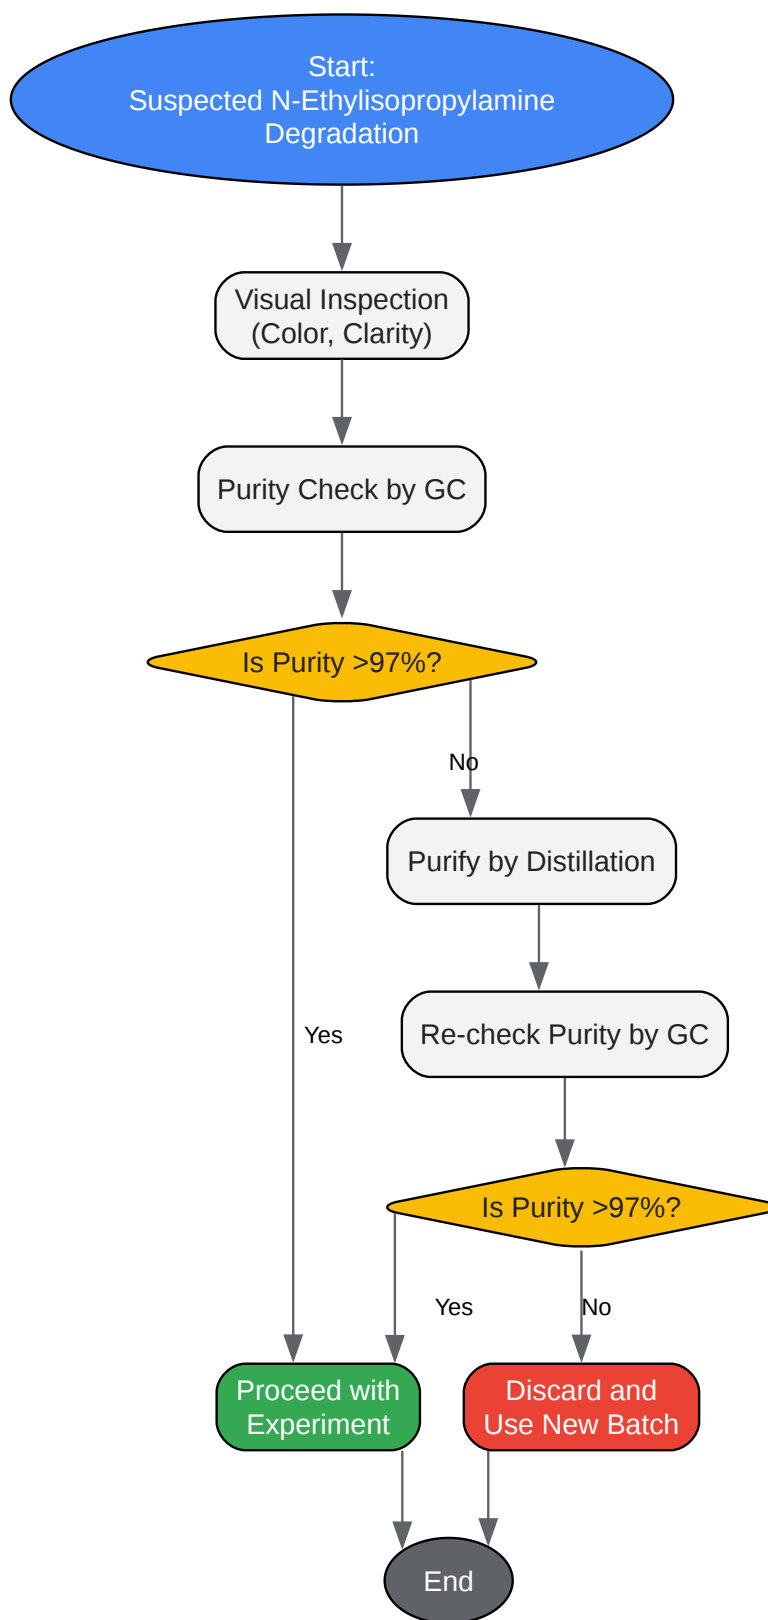 Start:
Suspected N-Ethylisopropylamine
Degradation
Visual Inspection
(Color, Clarity)
Purity Check by GC
Is Purity >97%?
No
Purify by Distillation
Re-check Purity by GC
Yes
Is Purity >97%?
Yes
No
Proceed with
Experiment
Discard and
Use New Batch
End